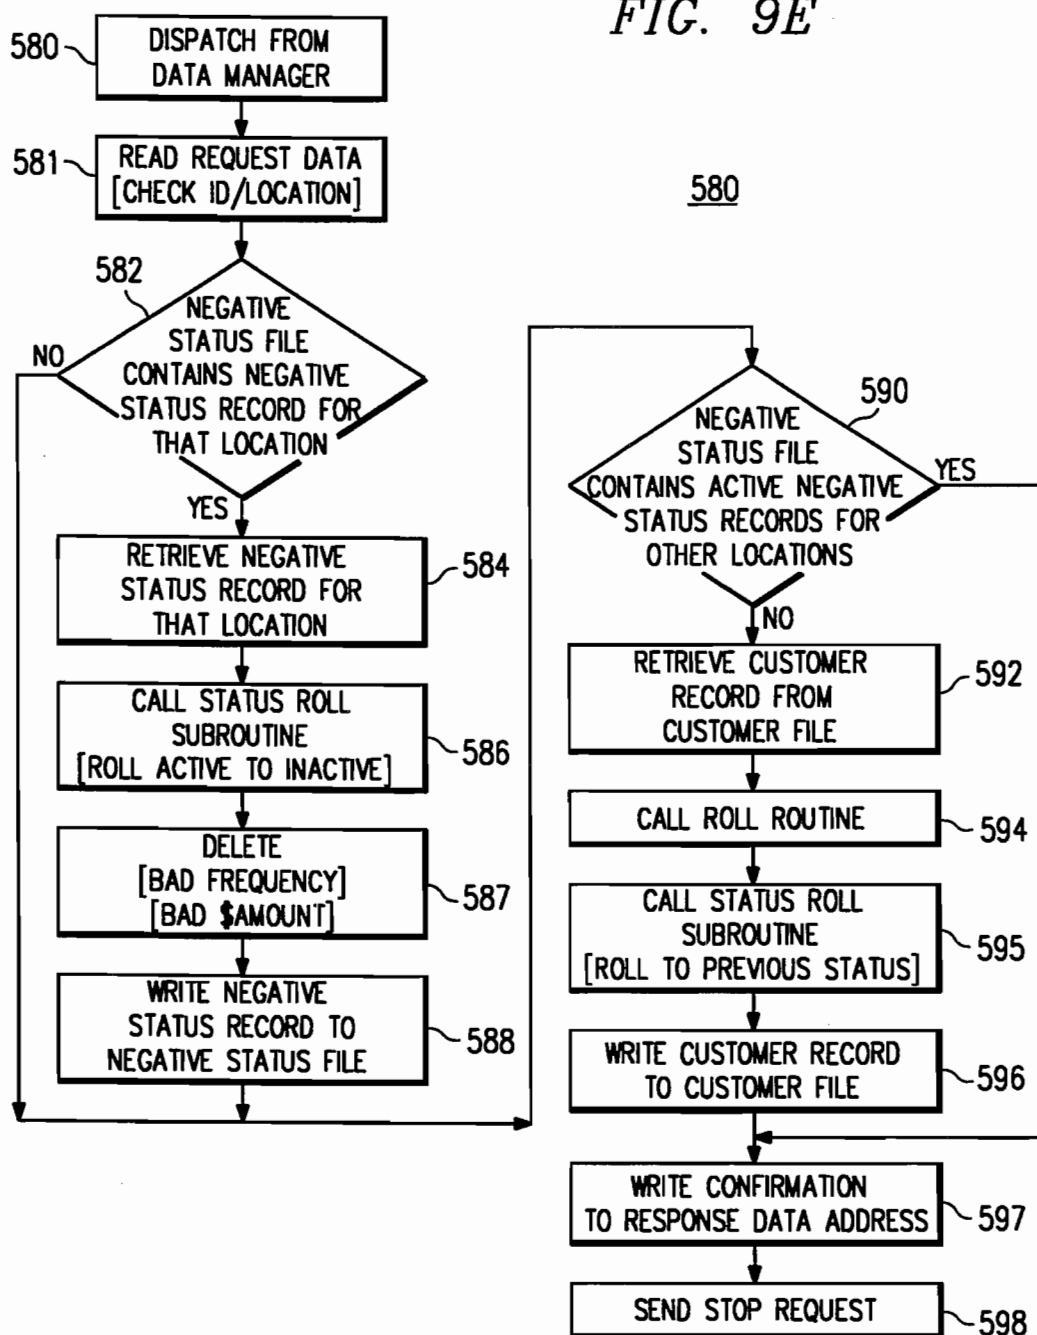 FIG. 9E
580
DISPATCH FROM
DATA MANAGER
581
READ REQUEST DATA
[CHECK ID/LOCATION]
580
582
NEGATIVE
STATUS FILE
CONTAINS NEGATIVE
STATUS RECORD FOR
THAT LOCATION
NO
YES
RETRIEVE NEGATIVE
STATUS RECORD FOR
THAT LOCATION
584
CALL STATUS ROLL
SUBROUTINE
[ROLL ACTIVE TO INACTIVE]
586
DELETE
[BAD FREQUENCY]
[BAD $AMOUNT]
587
WRITE NEGATIVE
STATUS RECORD TO
NEGATIVE STATUS FILE
588
590
NEGATIVE
STATUS FILE
CONTAINS ACTIVE NEGATIVE
STATUS RECORDS FOR
OTHER LOCATIONS
YES
NO
RETRIEVE CUSTOMER
RECORD FROM
CUSTOMER FILE
592
CALL ROLL ROUTINE
594
CALL STATUS ROLL
SUBROUTINE
[ROLL TO PREVIOUS STATUS]
595
WRITE CUSTOMER RECORD
TO CUSTOMER FILE
596
WRITE CONFIRMATION
TO RESPONSE DATA ADDRESS
597
SEND STOP REQUEST
598